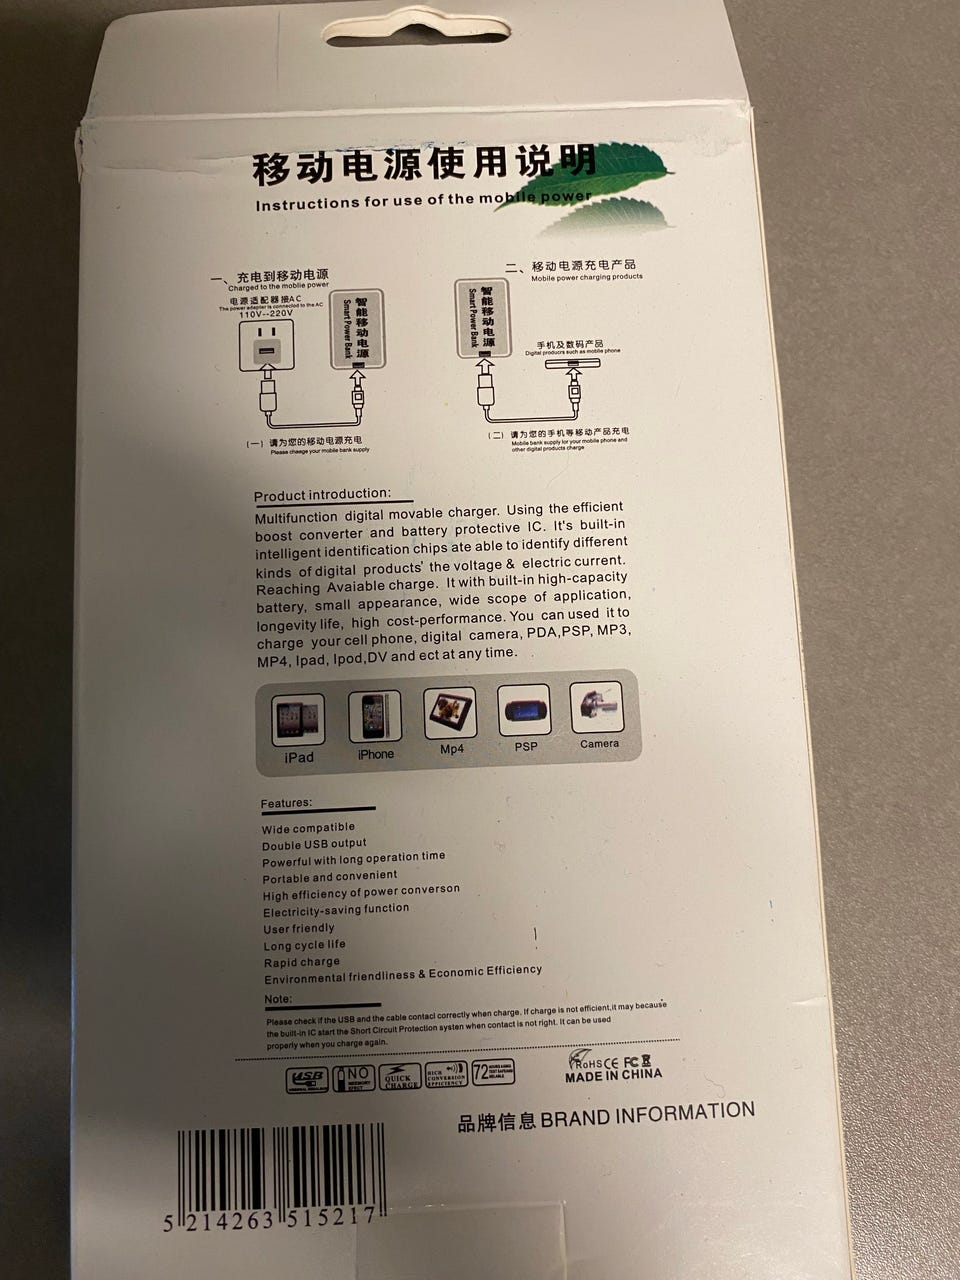 移动电源使用说明
Instructions for use of the mobile power
一、充电到移动电源
Charged to the moblie power
电源适配器接AC
The power adapter is connected to the AC
110V--220V
智能移动电源
Smart Power Bank
(一) 请为您的移动电源充电
Please chaege your mobile bank supply
二、移动电源充电产品
Mobile power charging products
智能移动电源
Smart Power Bank
手机及数码产品
Digital producrs such as mobile phone
(二) 请为您的手机等移动产品充电
Mobile bank supply lor your mobile phone and
other digital products charge
Product introduction:
Multifunction digital movable charger. Using the efficient
boost converter and battery protective IC. It's built-in
intelligent identification chips ate able to identify different
kinds of digital products' the voltage & electric current.
Reaching Avaiable charge. It with built-in high-capacity
battery, small appearance, wide scope of application,
longevity life, high cost-performance. You can used it to
charge your cell phone, digital camera, PDA,PSP, MP3,
MP4, Ipad, Ipod,DV and ect at any time.
iPad iPhone Mp4 PSP Camera
Features:
Wide compatible
Double USB output
Powerful with long operation time
Portable and convenient
High efficiency of power converson
Electricity-saving function
User friendly
Long cycle life
Rapid charge
Environmental friendliness & Economic Efficiency
Note:
Please check if the USB and the cable contacl correctly when charge. If charge is not efficient,it may because
the built-in IC start the Short Circuit Protection systen when contact is not right. It can be used
properly when you charge again.
USB NO MEMORY EFECT QUICK CHARGE HIGH CONVERSION EFFICIENCY 72 RoHS CE FC
MADE IN CHINA
品牌信息 BRAND INFORMATION
5 214263 515217